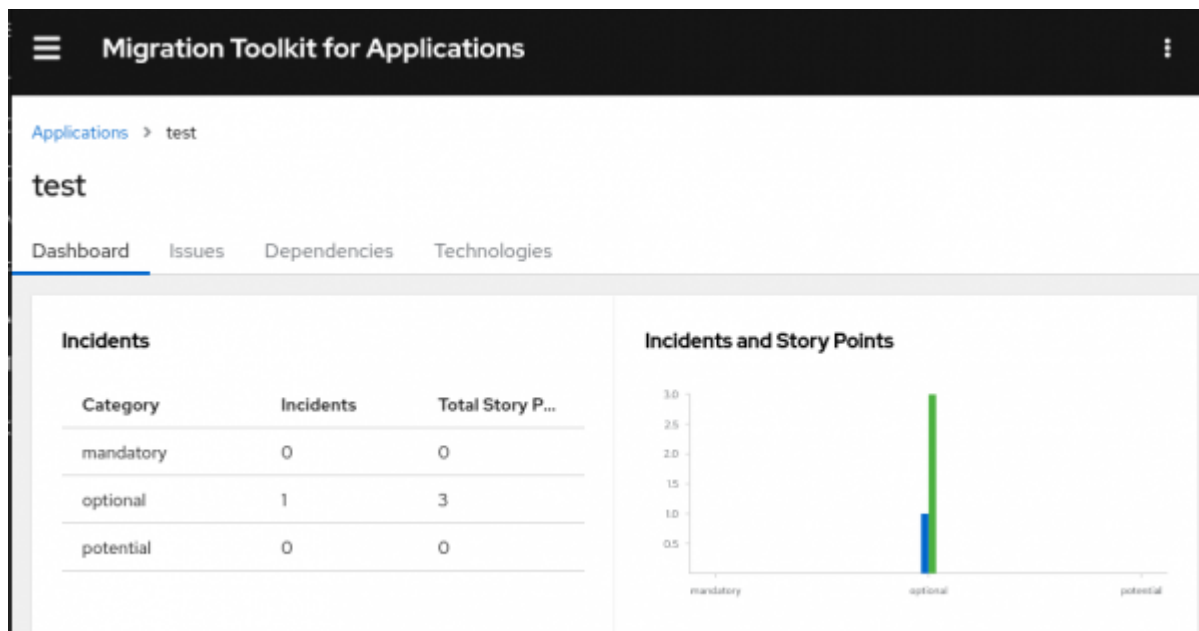 Migration Toolkit for Applications
Applications > test
test
Dashboard Issues Dependencies Technologies
Incidents
Category Incidents Total Story P...
mandatory 0 0
optional 1 3
potential 0 0
Incidents and Story Points
3.0
2.5
2.0
1.5
1.0
0.5
mandatory optional potential